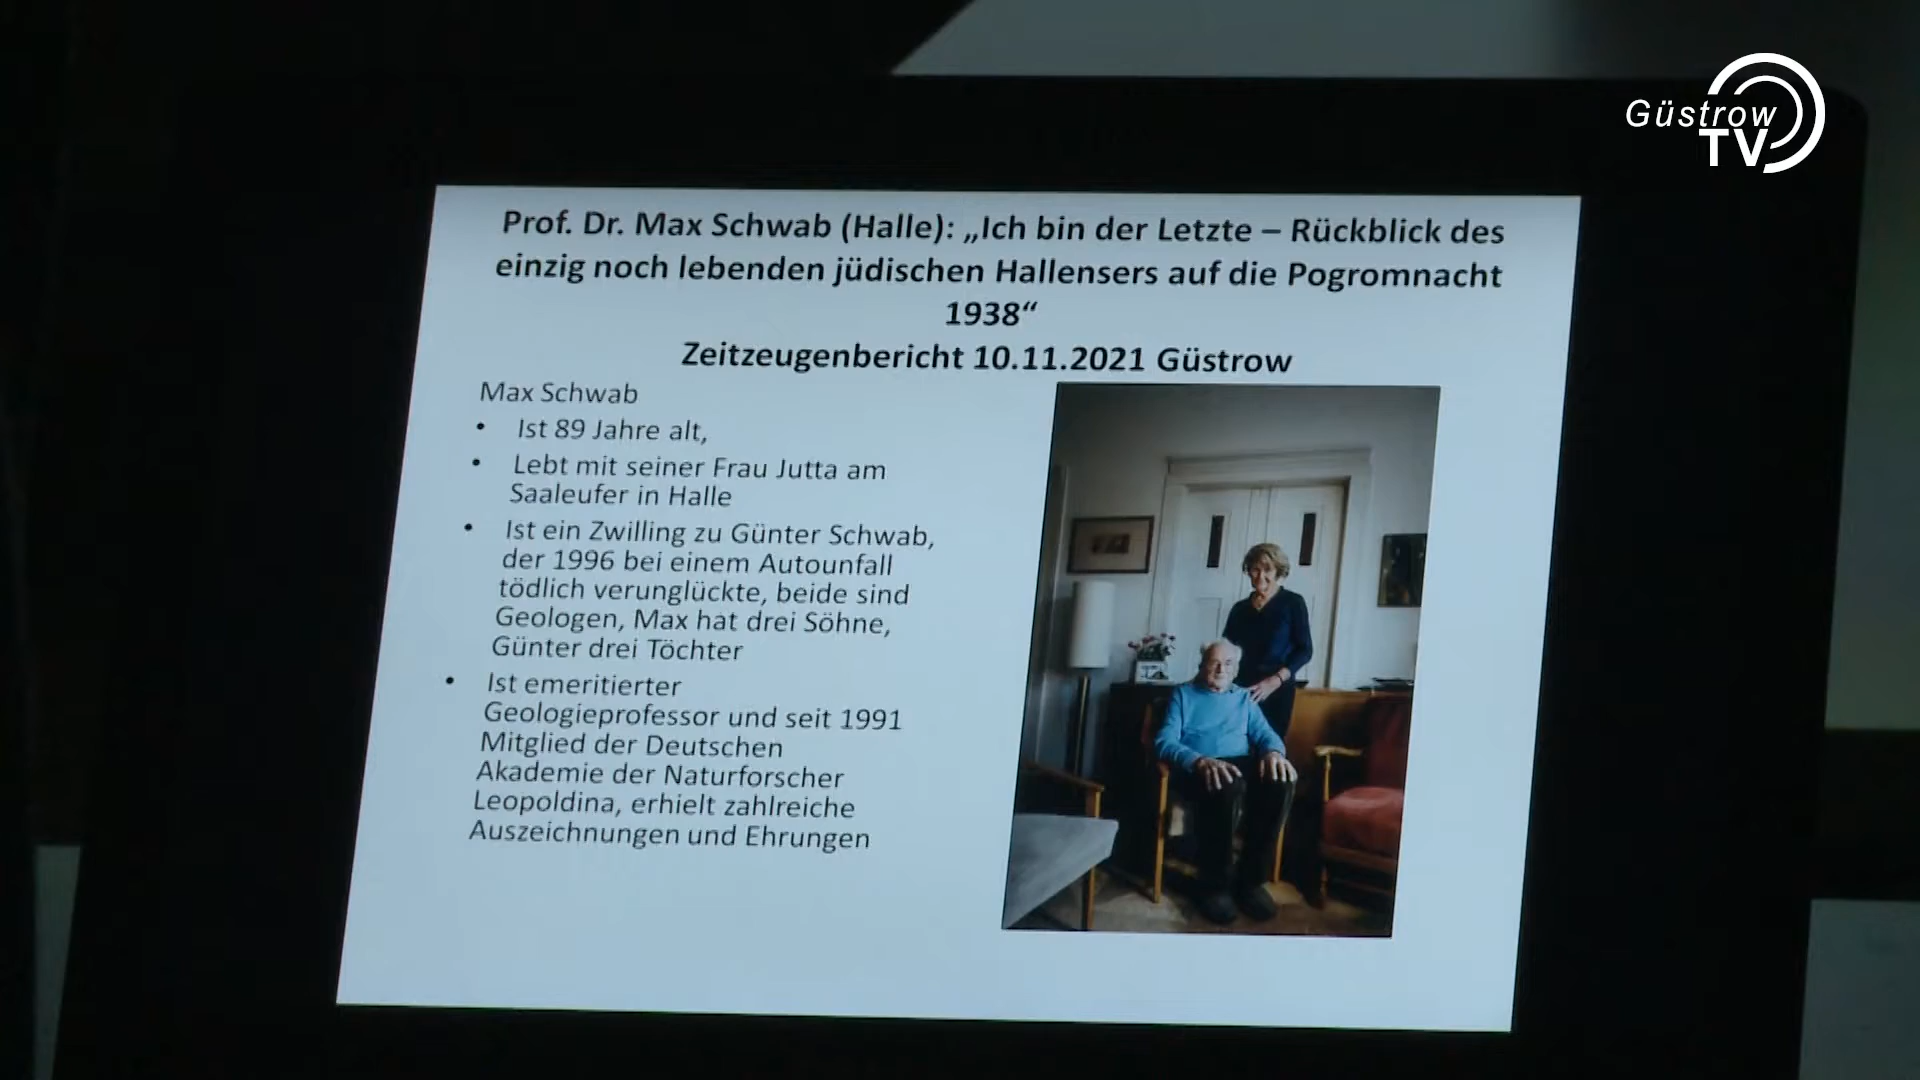 Güstrow
TV
Prof. Dr. Max Schwab (Halle): „Ich bin der Letzte – Rückblick des
einzig noch lebenden jüdischen Hallensers auf die Pogromnacht
1938“
Zeitzeugenbericht 10.11.2021 Güstrow
Max Schwab
• Ist 89 Jahre alt,
• Lebt mit seiner Frau Jutta am
Saaleufer in Halle
• Ist ein Zwilling zu Günter Schwab,
der 1996 bei einem Autounfall
tödlich verunglückte, beide sind
Geologen, Max hat drei Söhne,
Günter drei Töchter
• Ist emeritierter
Geologieprofessor und seit 1991
Mitglied der Deutschen
Akademie der Naturforscher
Leopoldina, erhielt zahlreiche
Auszeichnungen und Ehrungen